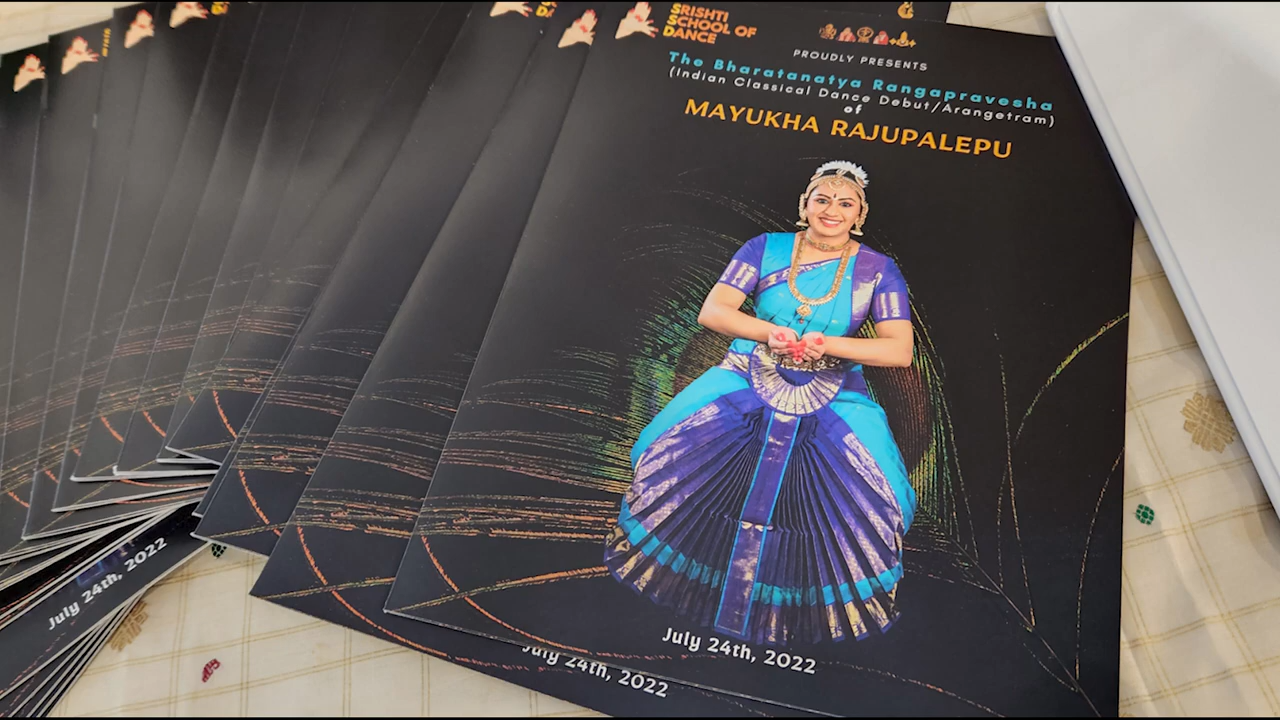 SRISHTI
SCHOOL OF
DANCE
PROUDLY PRESENTS
The Bharatanatya Rangapravesha
(Indian Classical Dance Debut/Arangetram)
of
MAYUKHA RAJUPALEPU
July 24th, 2022
July 24th, 2022
July 24th, 2022